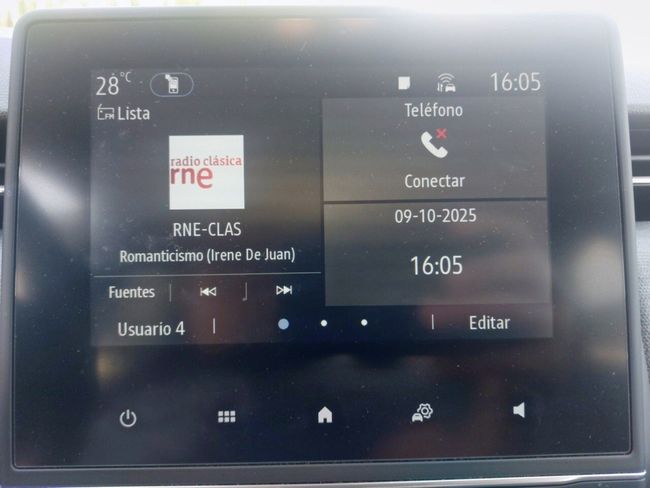 28°C
16:05
FM Lista
radio clásica
rne
RNE-CLAS
Romanticismo (Irene De Juan)
Fuentes
Usuario 4
Teléfono
Conectar
09-10-2025
16:05
Editar